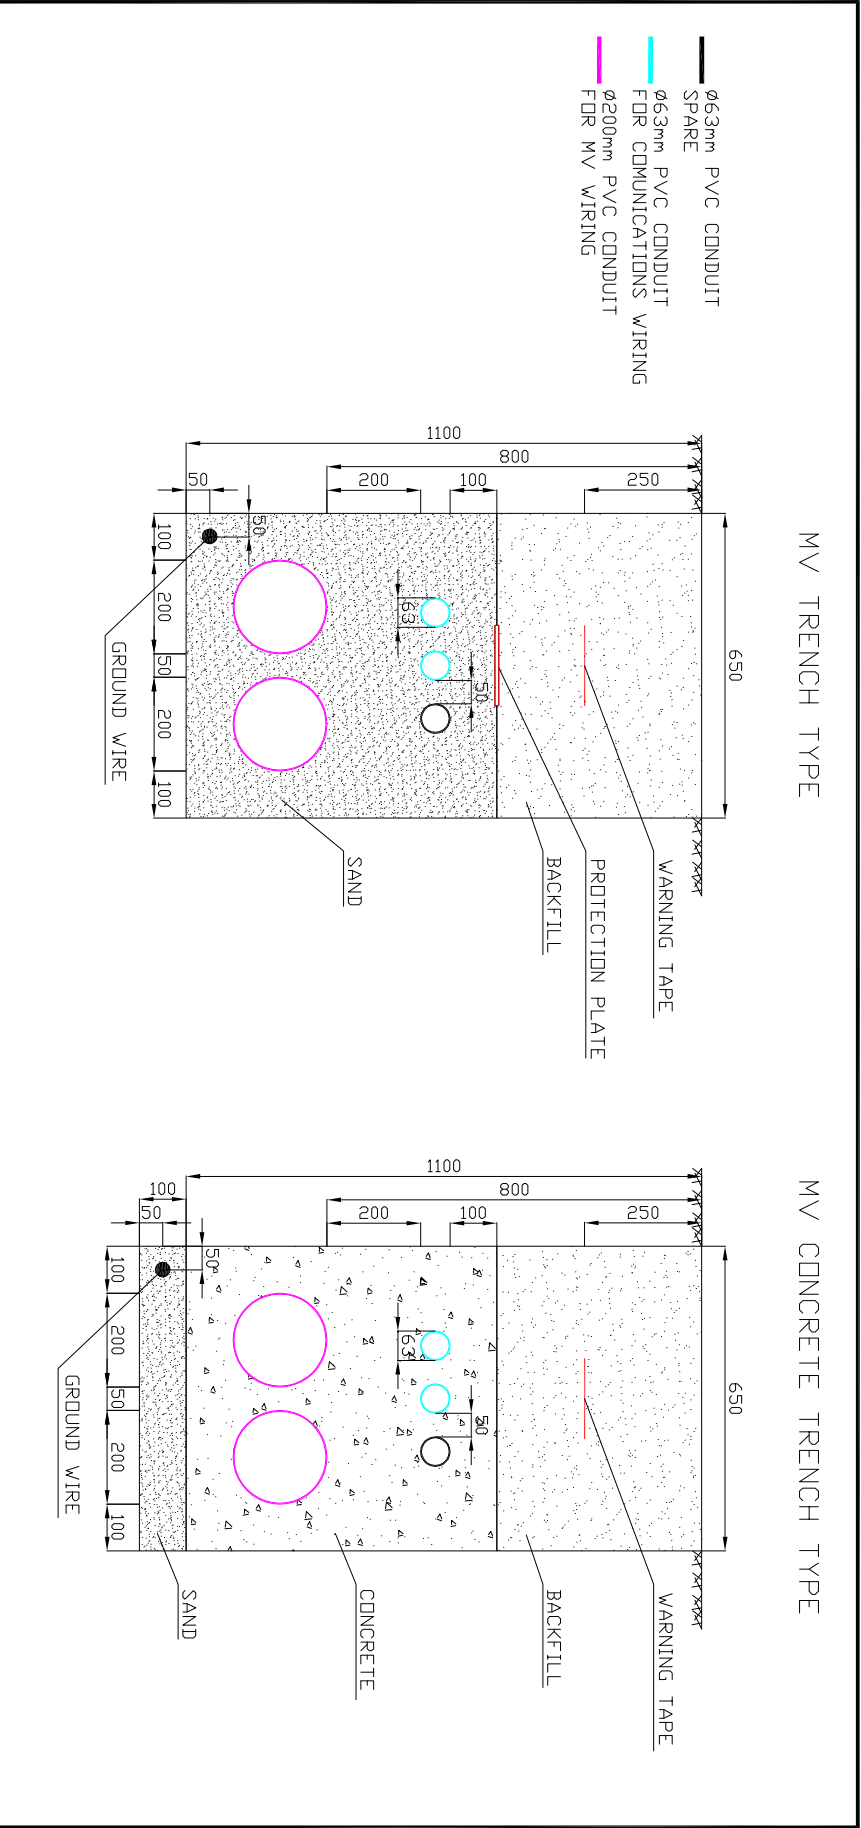 MV TRENCH TYPE
650
250
100
200
800
1100
50
50
63
50
100
200
50
200
100
GROUND WIRE
WARNING TAPE
PROTECTION PLATE
BACKFILL
SAND
MV CONCRETE TRENCH TYPE
650
250
100
200
800
1100
100
50
50
63
50
100
200
50
200
100
GROUND WIRE
WARNING TAPE
BACKFILL
CONCRETE
SAND
Ø63mm PVC CONDUIT
SPARE
Ø63mm PVC CONDUIT
FOR COMUNICATIONS WIRING
Ø200mm PVC CONDUIT
FOR MV WIRING